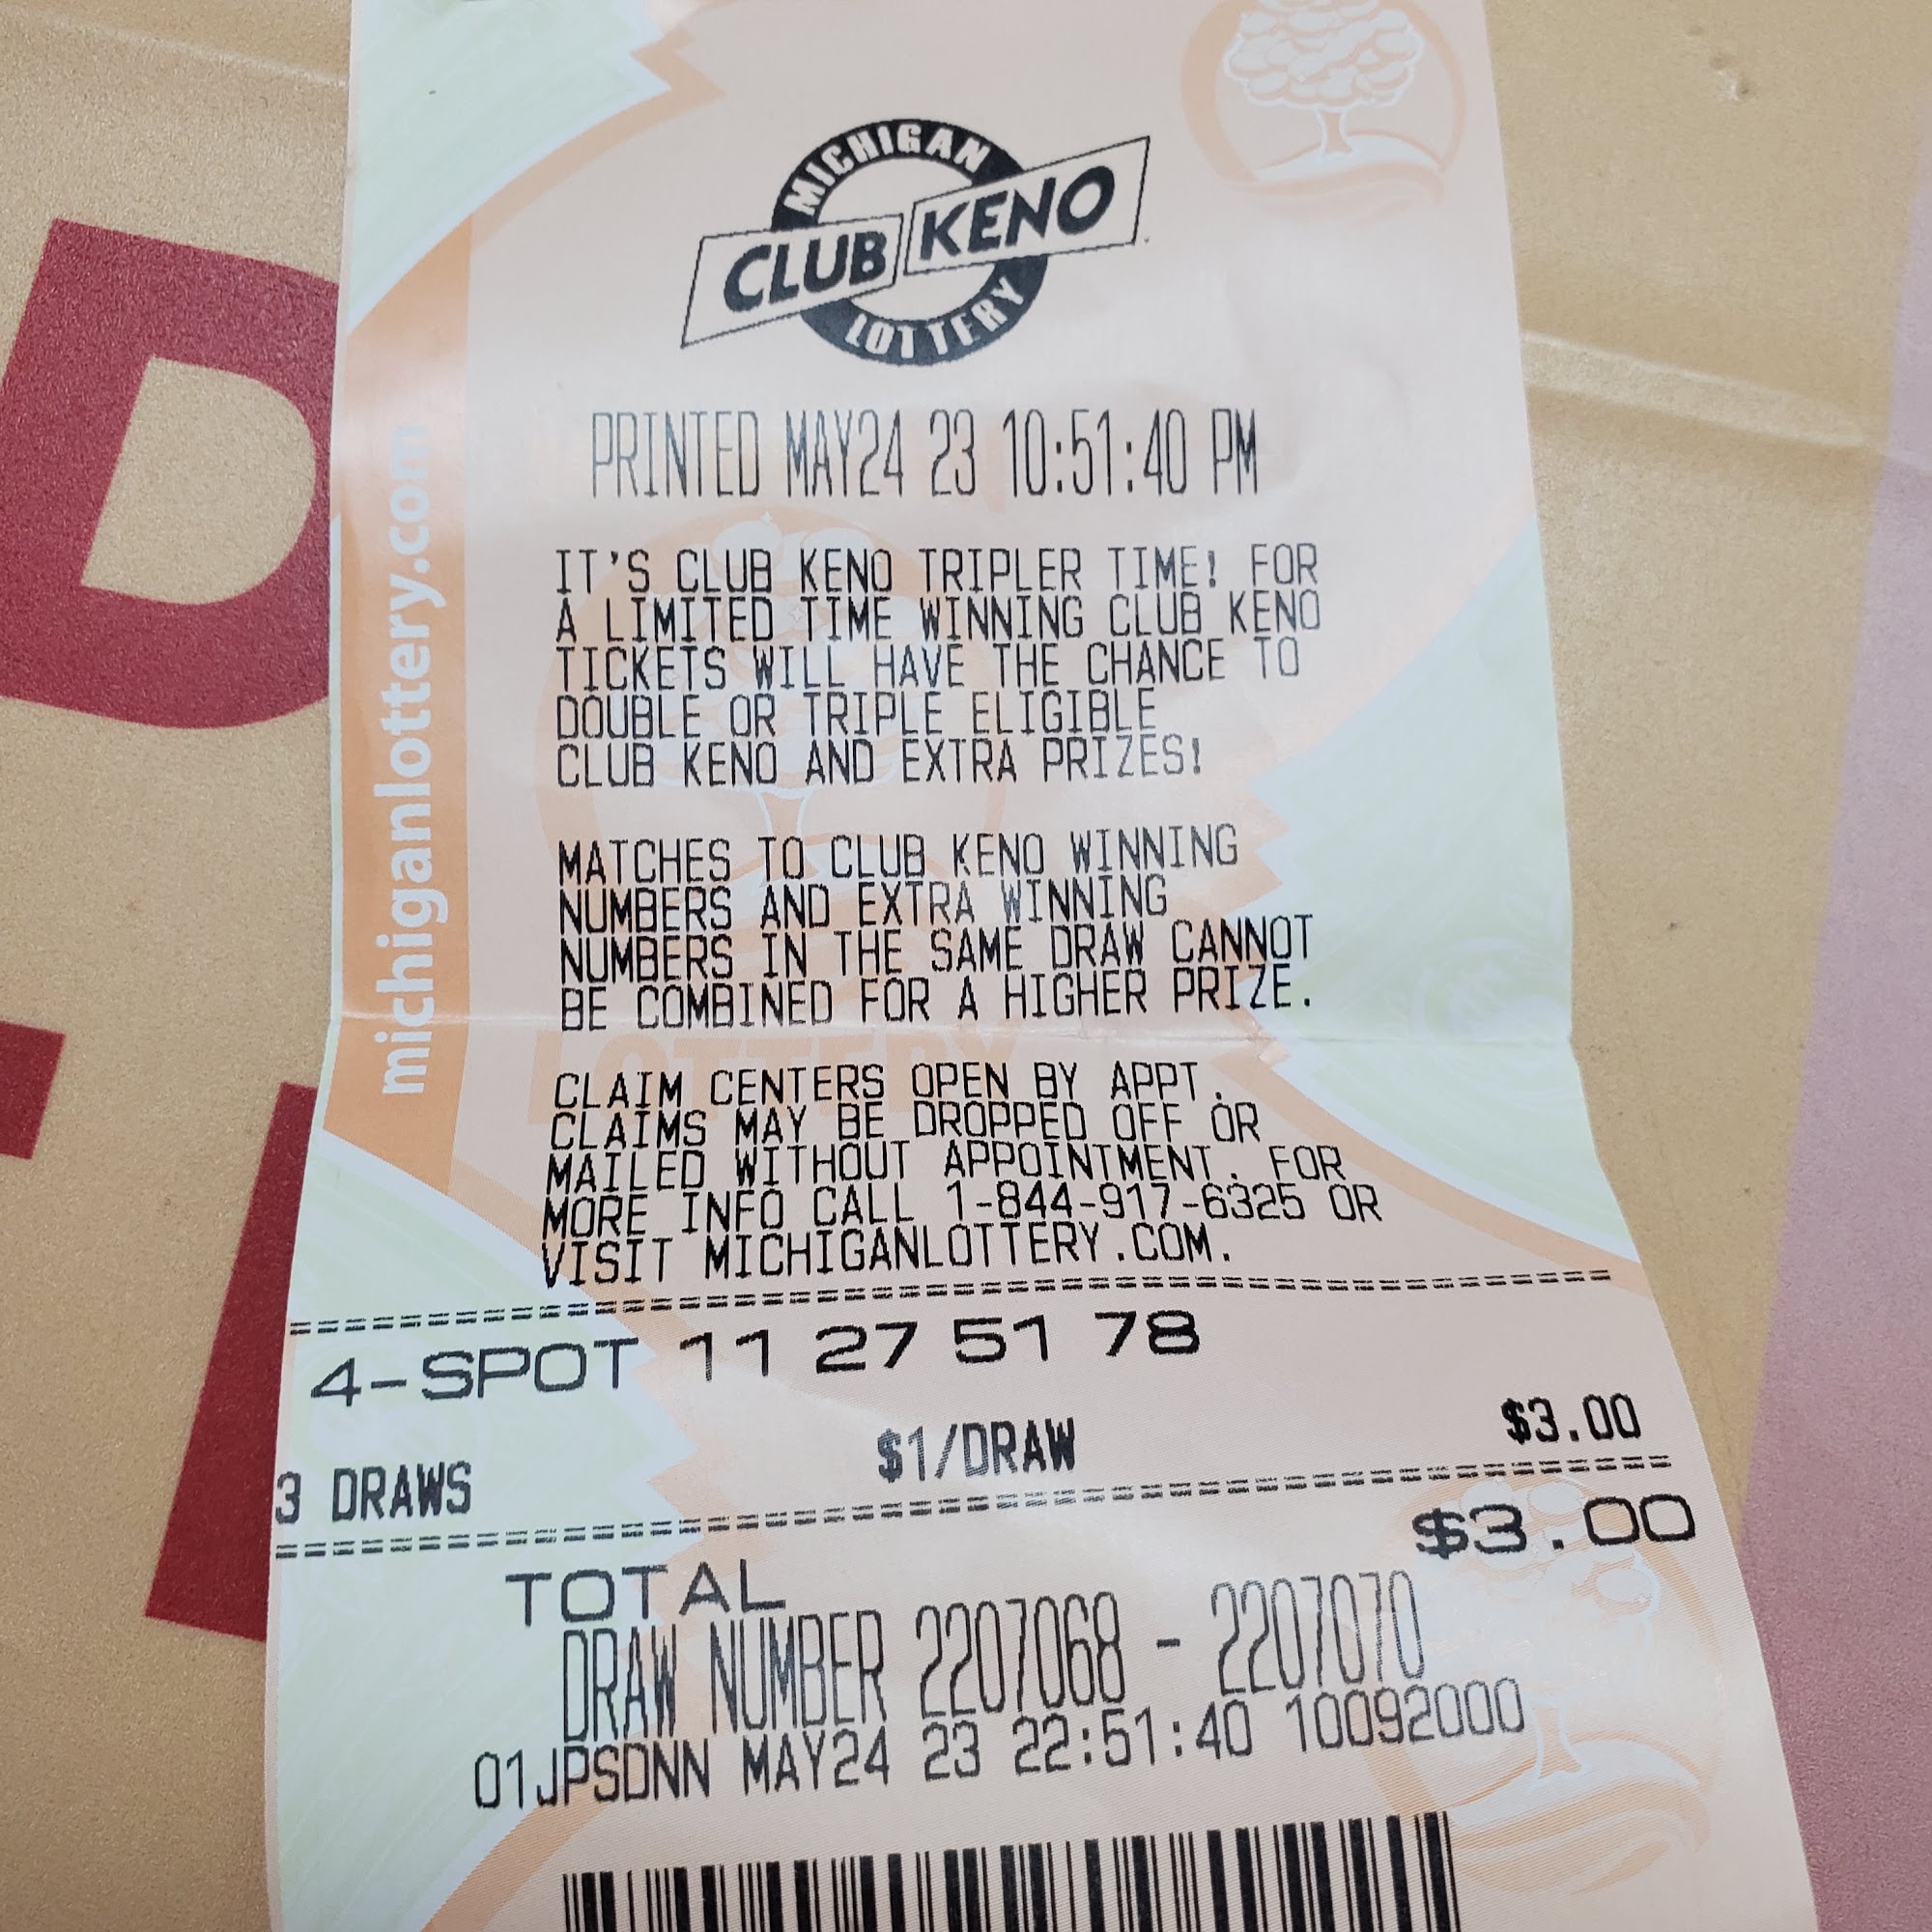 MICHIGAN
CLUB KENO
LOTTERY
PRINTED MAY24 23 10:51:40 PM
michiganlottery.com
IT'S CLUB KENO TRIPLER TIME! FOR
A LIMITED TIME WINNING CLUB KENO
TICKETS WILL HAVE THE CHANCE TO
DOUBLE OR TRIPLE ELIGIBLE
CLUB KENO AND EXTRA PRIZES!
MATCHES TO CLUB KENO WINNING
NUMBERS AND EXTRA WINNING
NUMBERS IN THE SAME DRAW CANNOT
BE COMBINED FOR A HIGHER PRIZE.
LOTTERY
CLAIM CENTERS OPEN BY APPT.
CLAIMS MAY BE DROPPED OFF OR
MAILED WITHOUT APPOINTMENT. FOR
MORE INFO CALL 1-844-917-6325 OR
VISIT MICHIGANLOTTERY.COM.
4-SPOT 11 27 51 78
3 DRAWS $1/DRAW $3.00
TOTAL $3.00
DRAW NUMBER 2207068 - 2207070
01JPSDNN MAY24 23 22:51:40 10092000